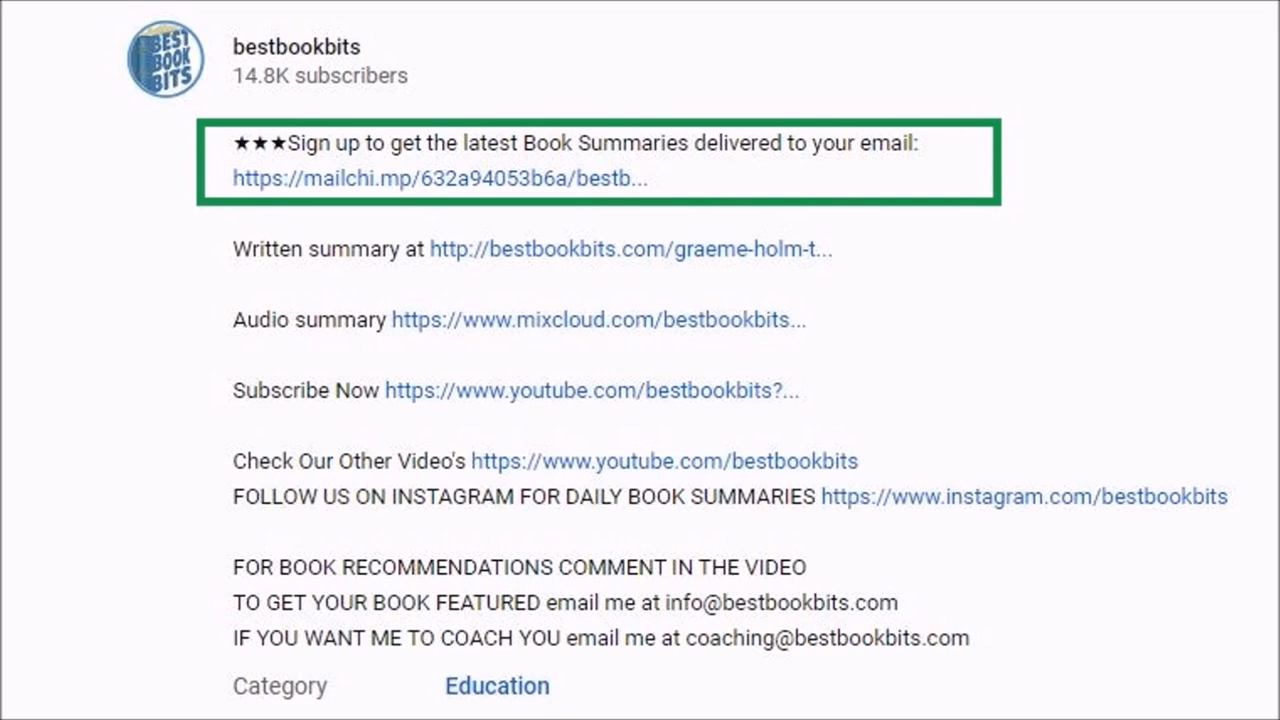 BEST
BOOK
BITS
bestbookbits
14.8K subscribers
★★★Sign up to get the latest Book Summaries delivered to your email:
https://mailchi.mp/632a94053b6a/bestb...
Written summary at http://bestbookbits.com/graeme-holm-t...
Audio summary https://www.mixcloud.com/bestbookbits...
Subscribe Now https://www.youtube.com/bestbookbits?...
Check Our Other Video's https://www.youtube.com/bestbookbits
FOLLOW US ON INSTAGRAM FOR DAILY BOOK SUMMARIES https://www.instagram.com/bestbookbits
FOR BOOK RECOMMENDATIONS COMMENT IN THE VIDEO
TO GET YOUR BOOK FEATURED email me at info@bestbookbits.com
IF YOU WANT ME TO COACH YOU email me at coaching@bestbookbits.com
Category Education